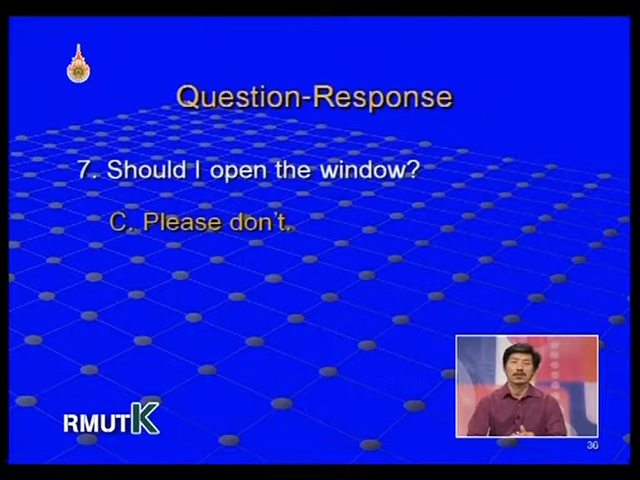 Question-Response
7. Should I open the window?
C. Please don't.
RMUTK
36